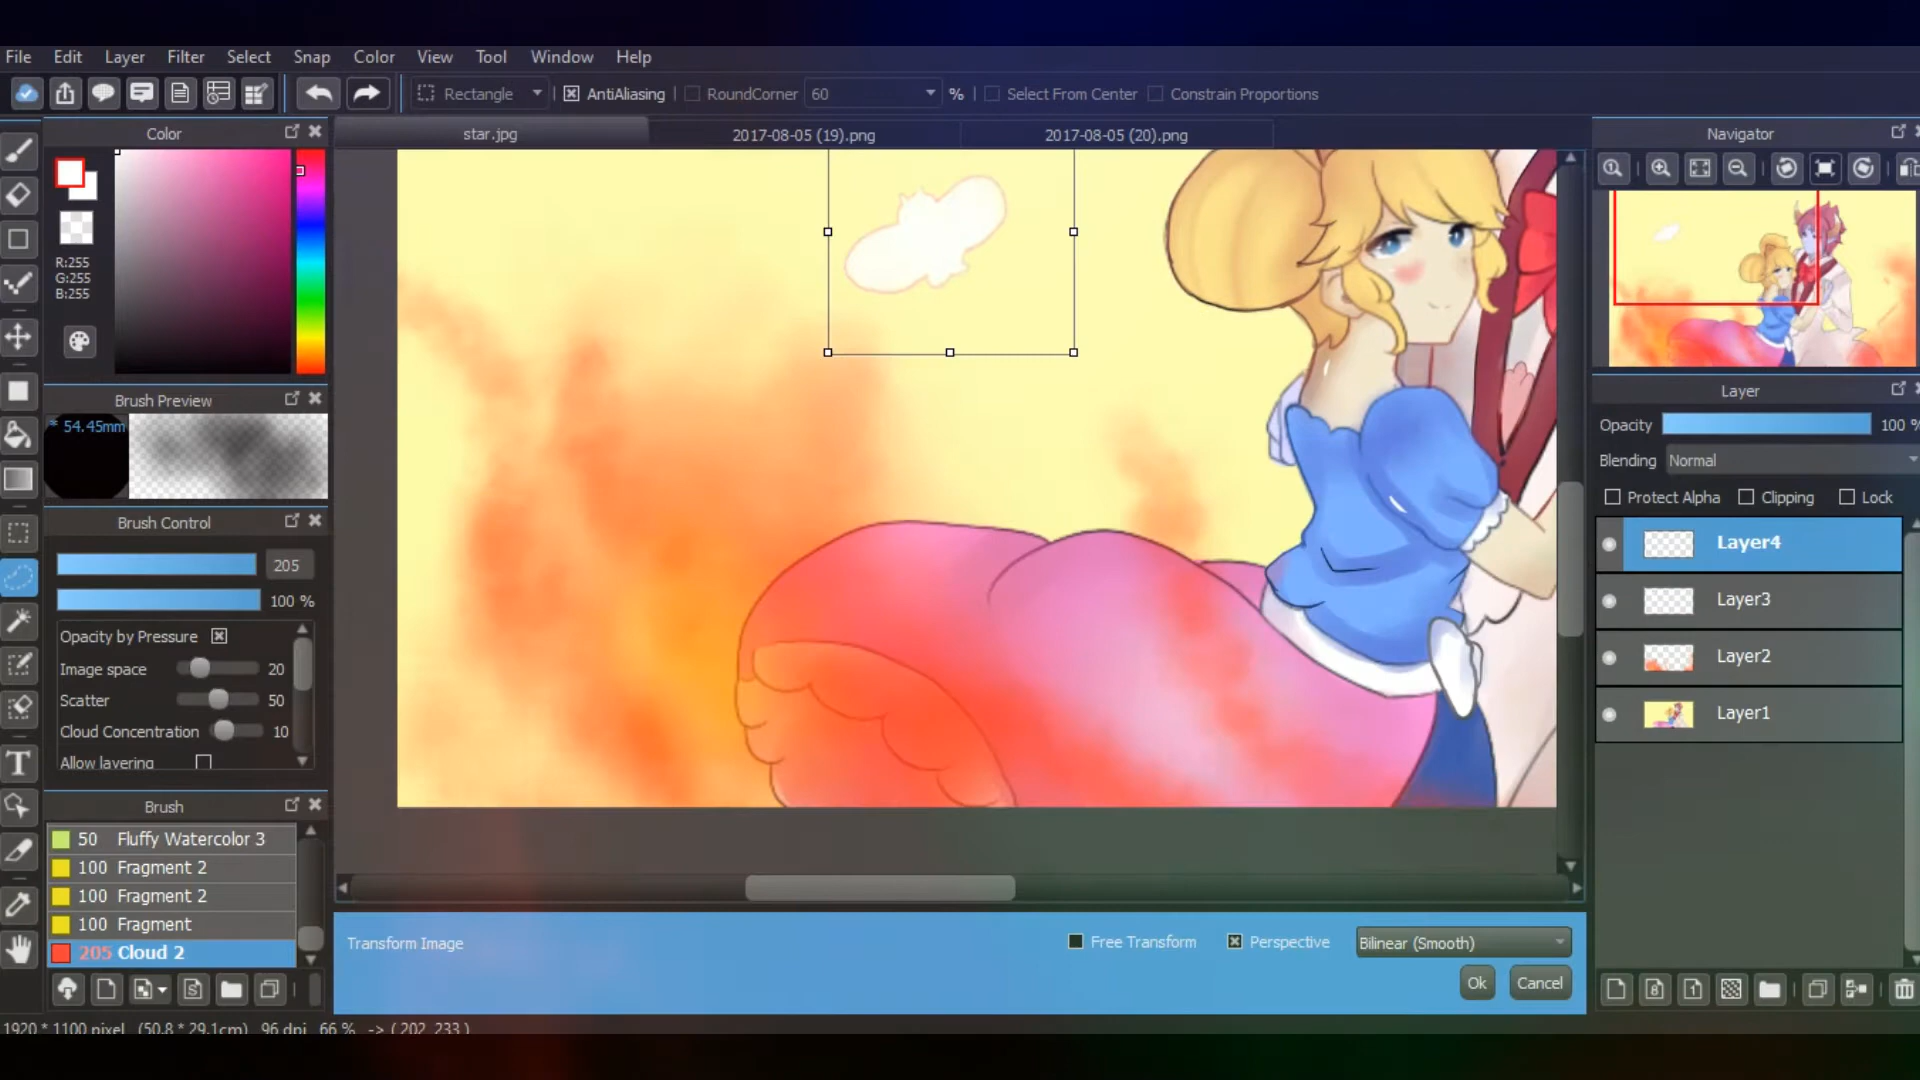 File Edit Layer Filter Select Snap Color View Tool Window Help
Rectangle AntiAliasing RoundCorner 60 % Select From Center Constrain Proportions
Color
star.jpg 2017-08-05 (19).png 2017-08-05 (20).png
Navigator
R:255
G:255
B:255
Brush Preview
* 54.45mm
Brush Control
205
100 %
Opacity by Pressure
Image space 20
Scatter 50
Cloud Concentration 10
Allow layering
Brush
50 Fluffy Watercolor 3
100 Fragment 2
100 Fragment 2
100 Fragment
205 Cloud 2
Layer
Opacity 100 %
Blending Normal
Protect Alpha Clipping Lock
Layer4
Layer3
Layer2
Layer1
Transform Image Free Transform Perspective Bilinear (Smooth)
Ok Cancel
1920 * 1100 pixel (50.8 * 29.1cm) 96 dpi 66 % -> ( 202 233 )